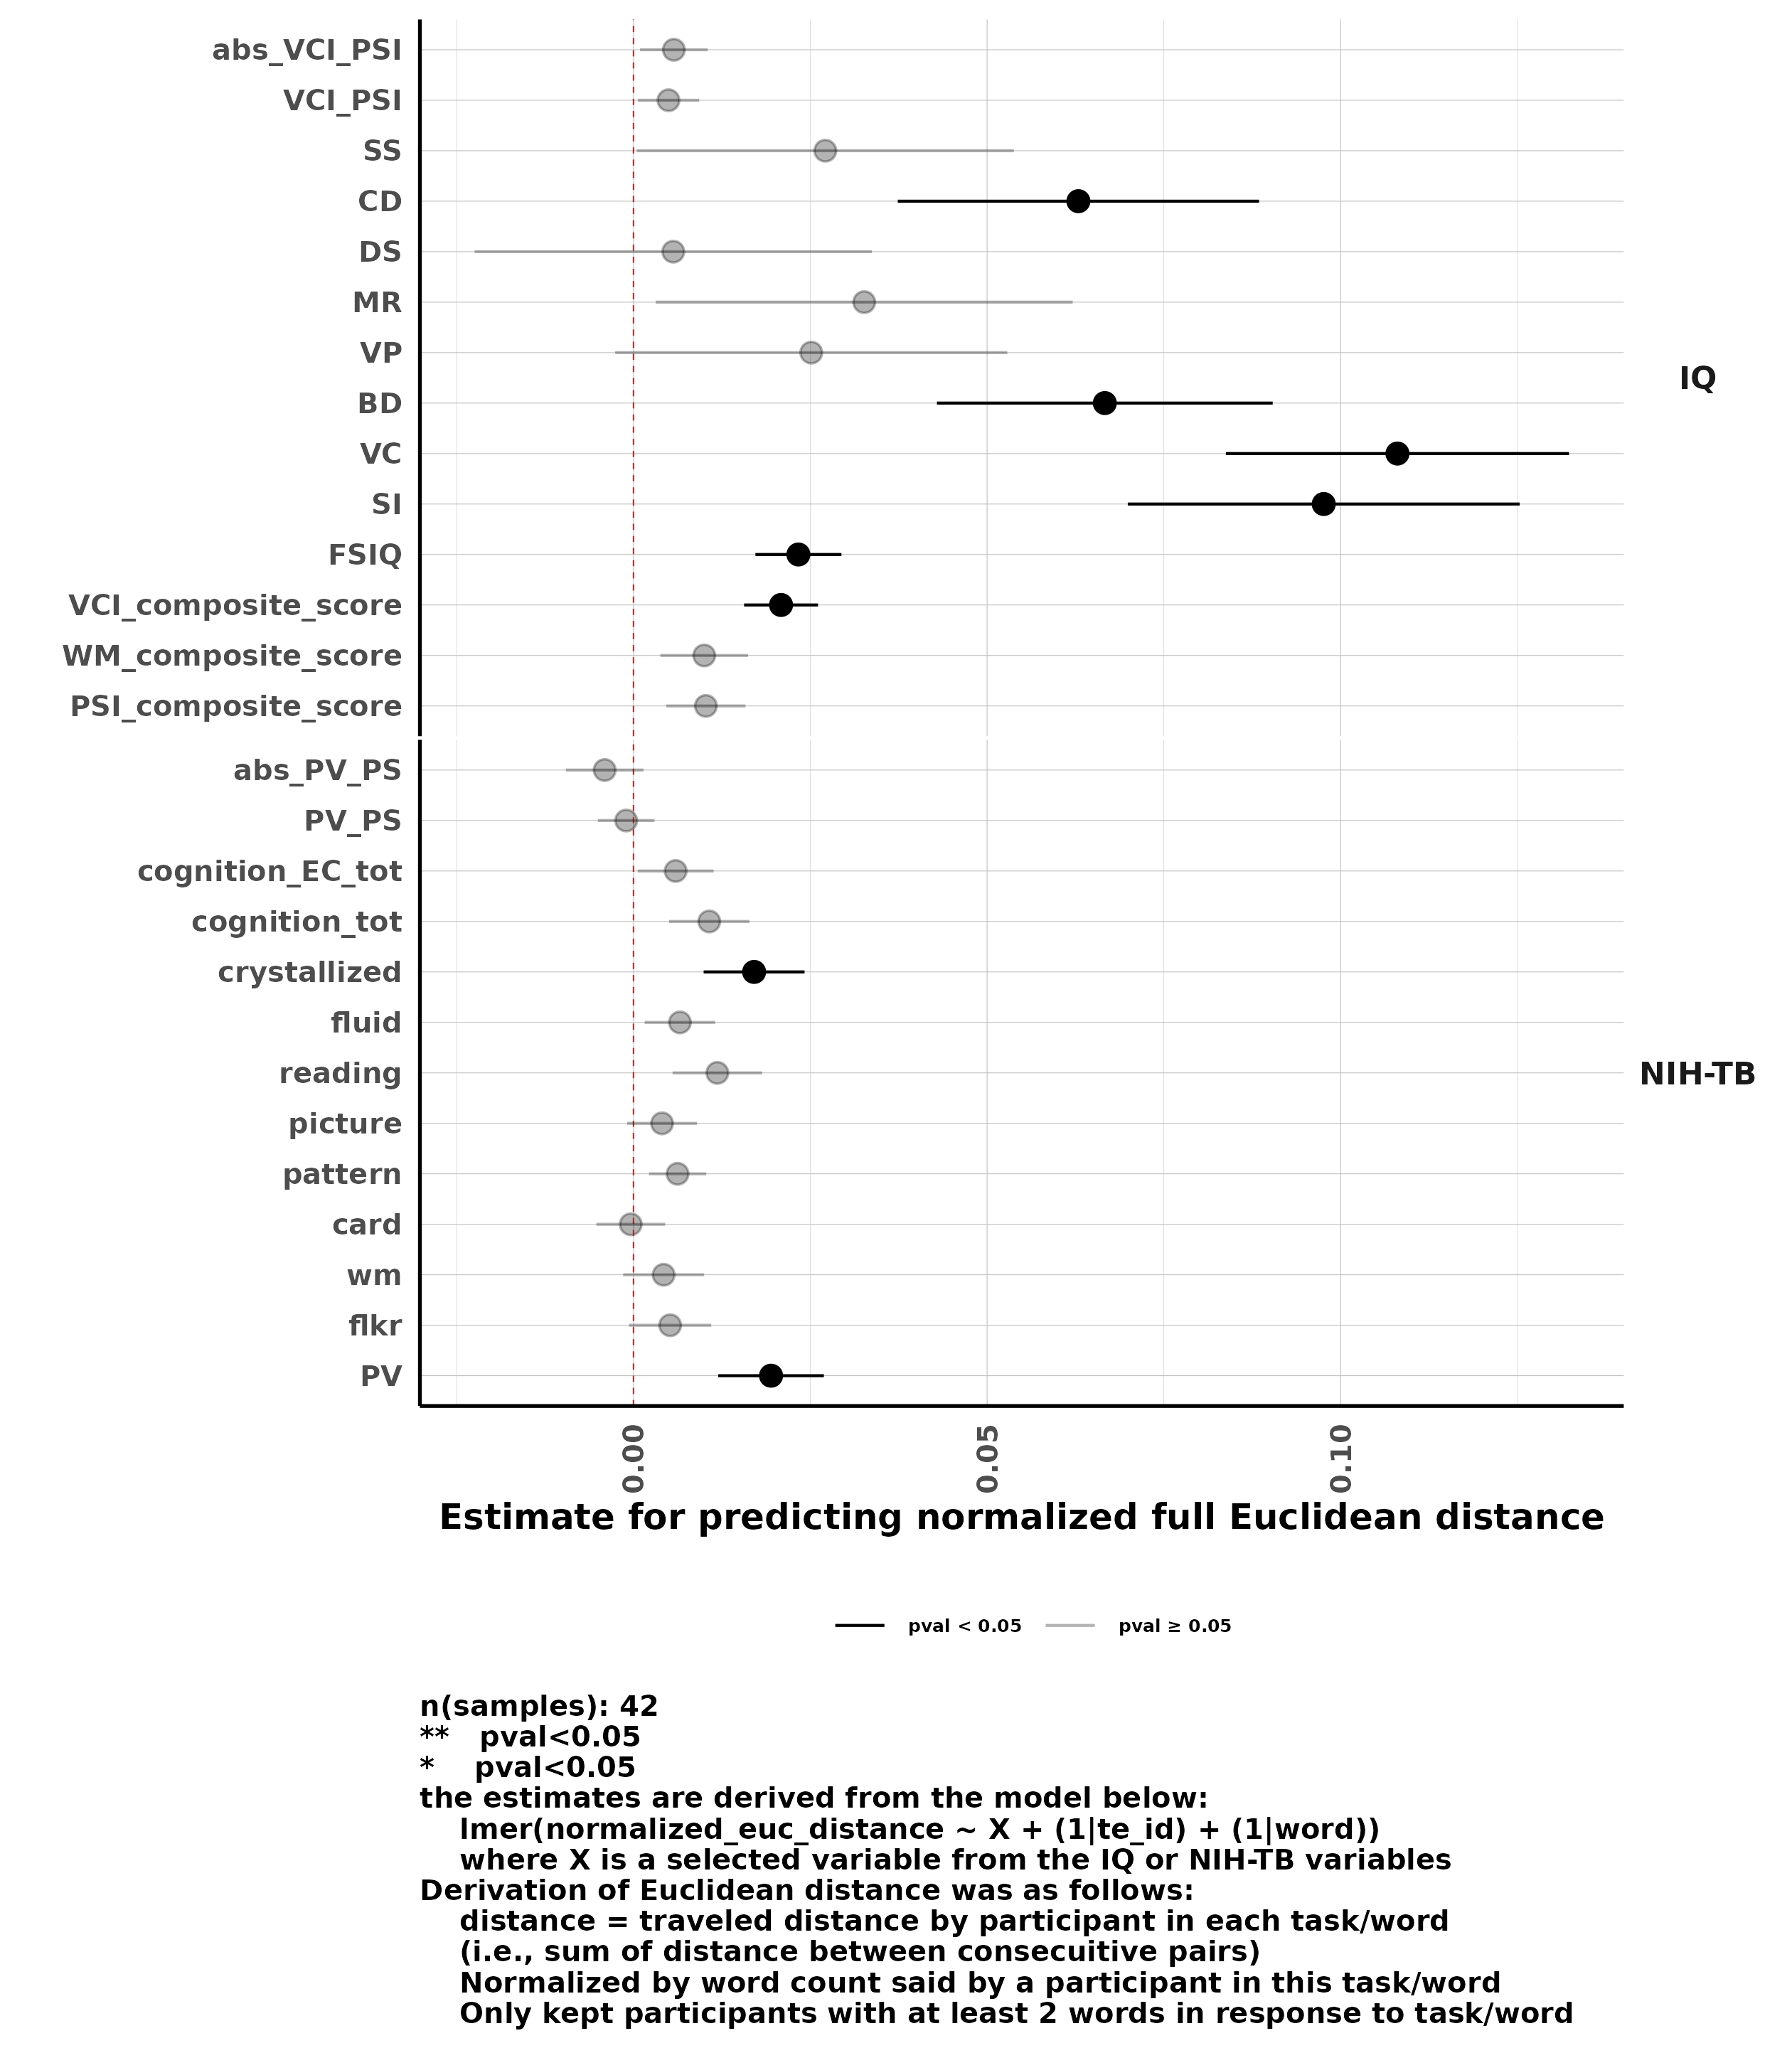 abs_VCI_PSI
VCI_PSI
SS
CD
DS
MR
VP
BD
VC
SI
FSIQ
VCI_composite_score
WM_composite_score
PSI_composite_score
IQ
abs_PV_PS
PV_PS
cognition_EC_tot
cognition_tot
crystallized
fluid
reading
picture
pattern
card
wm
flkr
PV
NIH-TB
0.00
0.05
0.10
Estimate for predicting normalized full Euclidean distance
pval < 0.05
pval ≥ 0.05
n(samples): 42
** pval<0.05
* pval<0.05
the estimates are derived from the model below:
lmer(normalized_euc_distance ~ X + (1|te_id) + (1|word))
where X is a selected variable from the IQ or NIH-TB variables
Derivation of Euclidean distance was as follows:
distance = traveled distance by participant in each task/word
(i.e., sum of distance between consecuitive pairs)
Normalized by word count said by a participant in this task/word
Only kept participants with at least 2 words in response to task/word